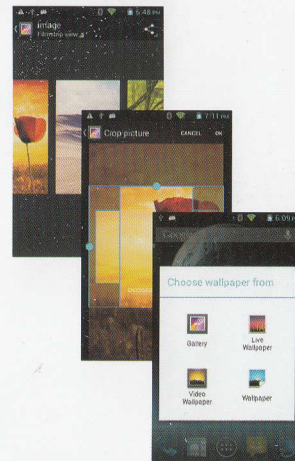 5:48 PM
image
Filmstrip view
7:11 PM
Crop picture
CANCEL
OK
6:09
Google
Choose wallpaper from
Gallery
Live
Wallpaper
Video
Wallpaper
Wallpaper